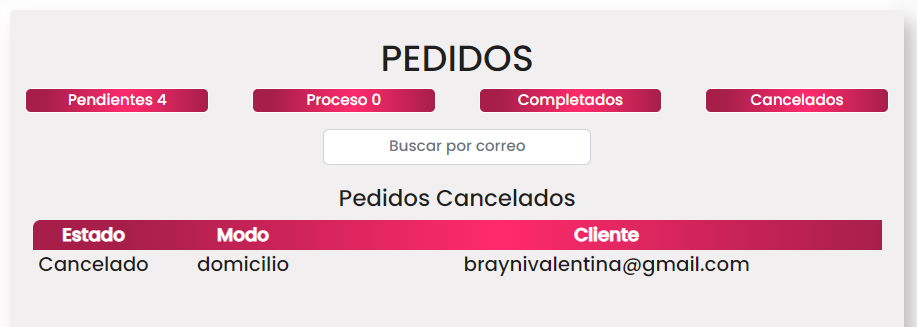 PEDIDOS
Pendientes 4 Proceso 0 Completados Cancelados
Buscar por correo
Pedidos Cancelados
Estado Modo Cliente
Cancelado domicilio braynivalentina@gmail.com